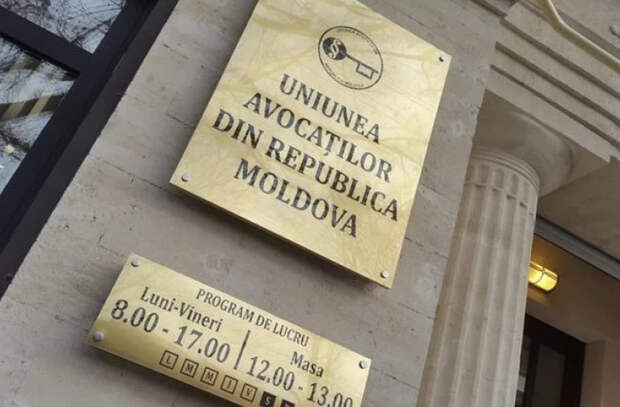 UNIUNEA
AVOCAȚILOR
DIN REPUBLICA
MOLDOVA
PROGRAM DE LUCRU
Luni-Vineri
8.00-17.00
Masa
12.00-13.00
L M M J V S